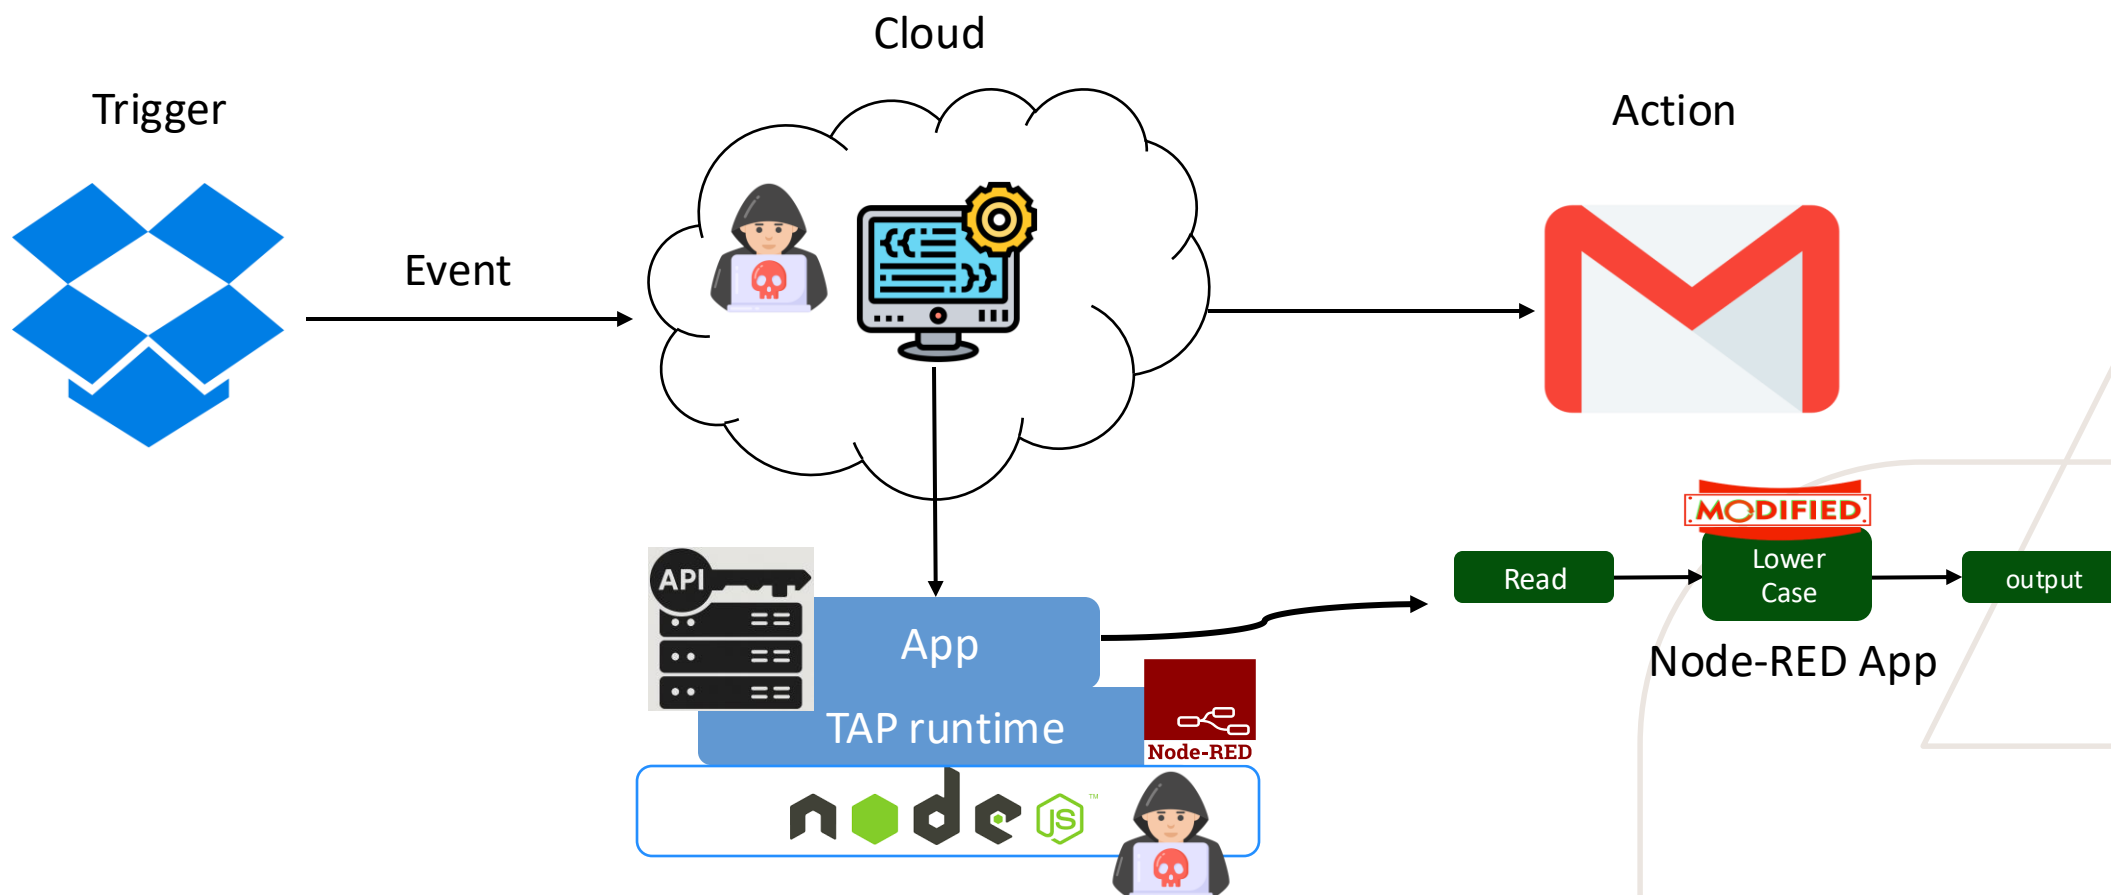 Cloud
Trigger
Action
Event
MODIFIED
API
Read
Lower
Case
output
App
Node-RED App
TAP runtime
Node-RED
node
JS
TM